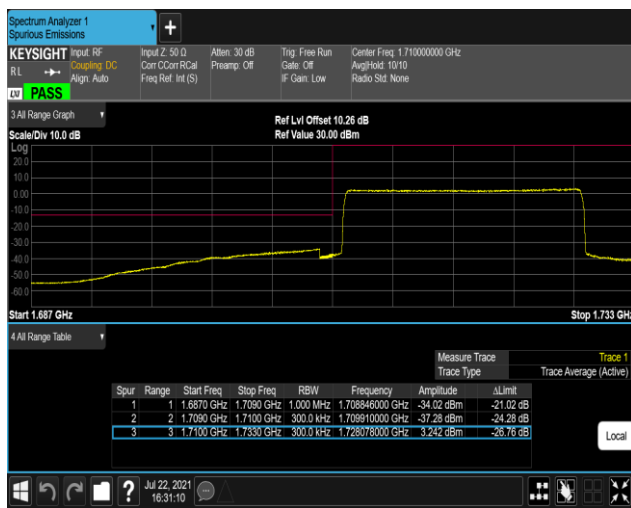 Spectrum Analyzer 1
Spurious Emissions
KEYSIGHT Input: RF Input Z: 50 Ω Atten: 30 dB Trig: Free Run Center Freq: 1.710000000 GHz
Coupling: DC Corr CCorr RCal Preamp: Off Gate: Off Avg|Hold: 10/10
RL Align: Auto Freq Ref: Int (S) IF Gain: Low Radio Std: None
LXI PASS
3 All Range Graph
Ref Lvl Offset 10.26 dB
Scale/Div 10.0 dB Ref Value 30.00 dBm
Log
20.0
10.0
0.00
-10.0
-20.0
-30.0
-40.0
-50.0
-60.0
Start 1.687 GHz Stop 1.733 GHz
4 All Range Table
Measure Trace Trace 1
Trace Type Trace Average (Active)
Spur Range Start Freq Stop Freq RBW Frequency Amplitude ΔLimit
1 1 1.6870 GHz 1.7090 GHz 1.000 MHz 1.708846000 GHz -34.02 dBm -21.02 dB
2 2 1.7090 GHz 1.7100 GHz 300.0 kHz 1.709910000 GHz -37.28 dBm -24.28 dB
3 3 1.7100 GHz 1.7330 GHz 300.0 kHz 1.728078000 GHz 3.242 dBm -26.76 dB
Local
? Jul 22, 2021
16:31:10